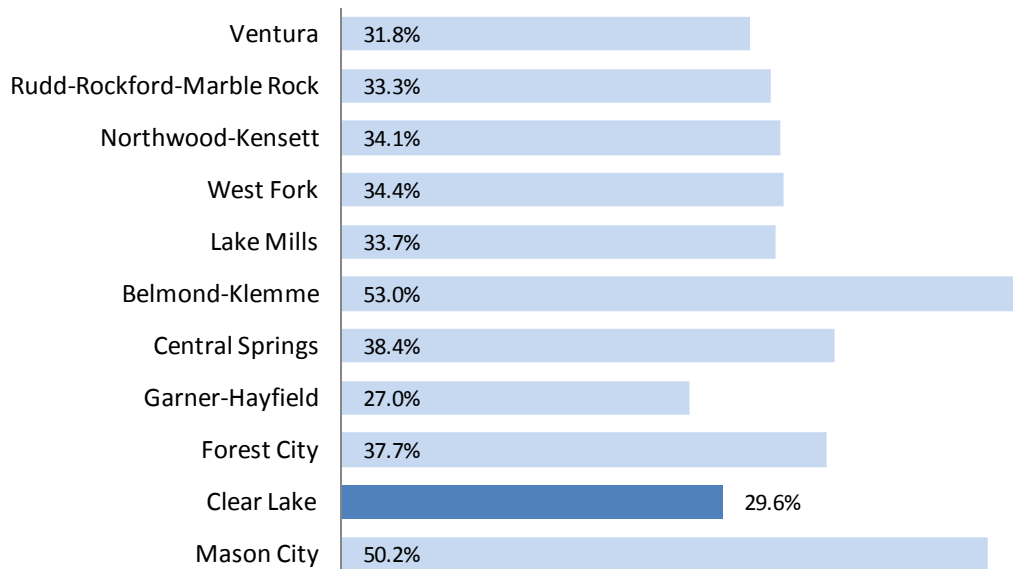 Ventura 31.8%
Rudd-Rockford-Marble Rock 33.3%
Northwood-Kensett 34.1%
West Fork 34.4%
Lake Mills 33.7%
Belmond-Klemme 53.0%
Central Springs 38.4%
Garner-Hayfield 27.0%
Forest City 37.7%
Clear Lake 29.6%
Mason City 50.2%